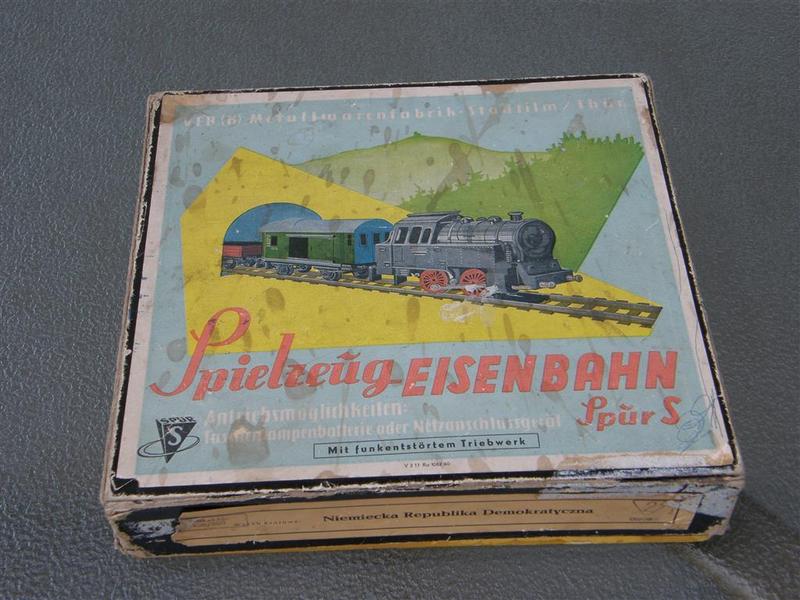 VEB (K) Metallwarenfabrik-Stadtilm/Thür.
Spielzeug-EISENBAHN
Spur S
Antriebsmöglichkeiten:
Taschenlampenbatterie oder Netzanschlussgerät
Mit funkentstörtem Triebwerk
SPUR
S
Niemiecka Republika Demokratyczna